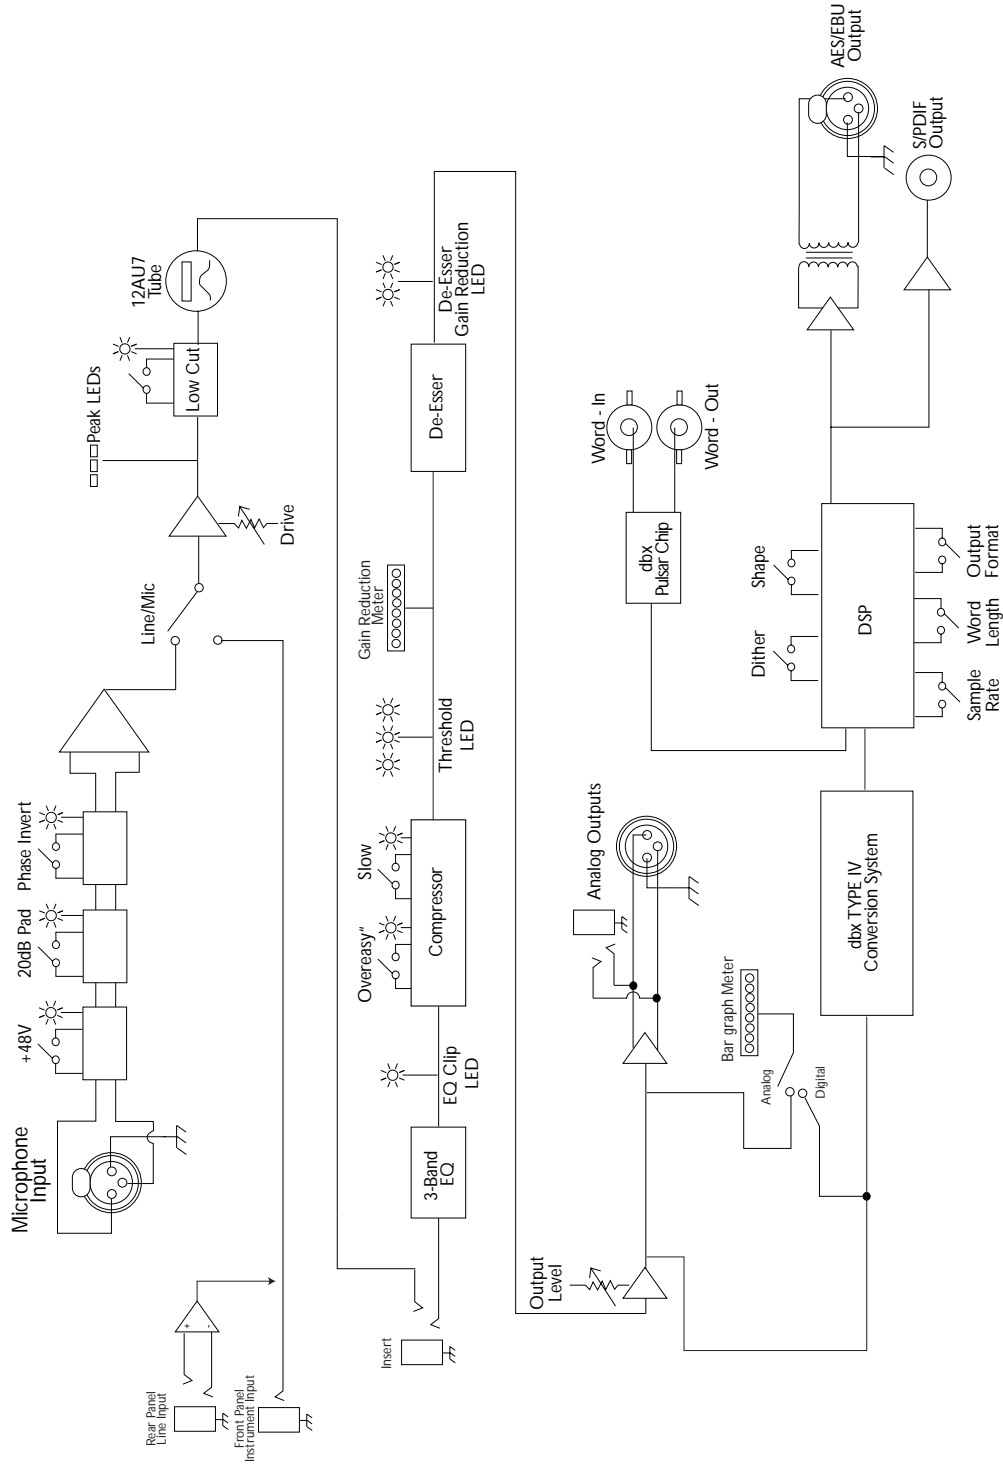 Microphone
Input
+48V
20dB Pad
Phase Invert
Line/Mic
Drive
Peak LEDs
Low Cut
12AU7
Tube
Rear Panel
Line Input
+
-
Front Panel
Instrument Input
Insert
3-Band
EQ
EQ Clip
LED
Overeasy"
Slow
Compressor
Threshold
LED
Gain Reduction
Meter
De-Esser
De-Esser
Gain Reduction
LED
Output
Level
Analog Outputs
Bar graph Meter
Analog
Digital
dbx TYPE IV
Conversion System
dbx
Pulsar Chip
Word - In
Word - Out
Dither
Shape
DSP
Sample
Rate
Word
Length
Output
Format
AES/EBU
Output
S/PDIF
Output